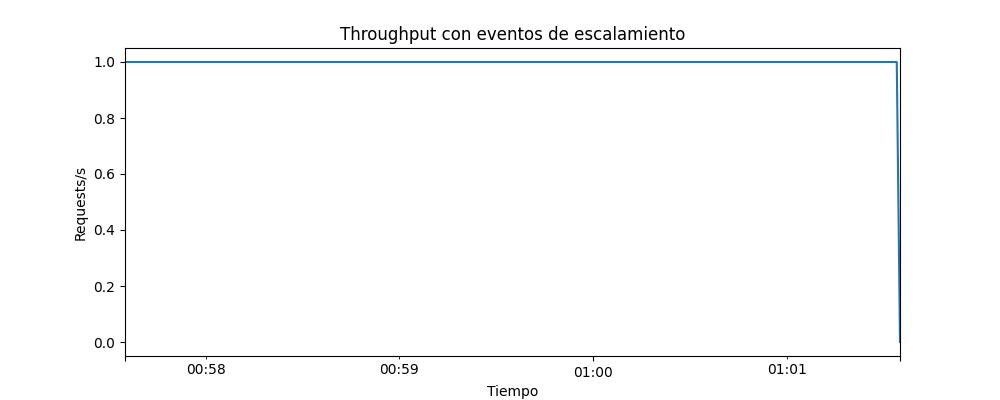 Throughput con eventos de escalamiento
1.0
0.8
0.6
0.4
0.2
0.0
Requests/s
00:58 00:59 01:00 01:01
Tiempo